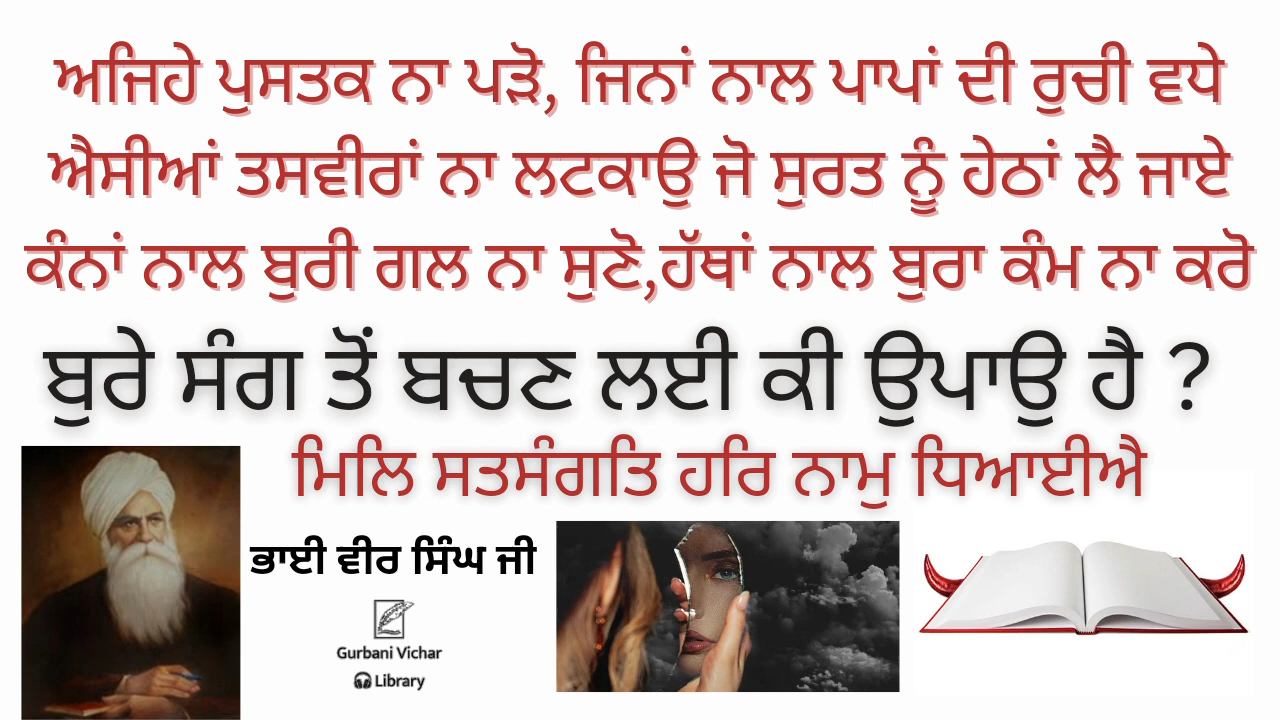 ਅਜਿਹੇ ਪੁਸਤਕ ਨਾ ਪੜੋ, ਜਿਨਾਂ ਨਾਲ ਪਾਪਾਂ ਦੀ ਰੁਚੀ ਵਧੇ
ਐਸੀਆਂ ਤਸਵੀਰਾਂ ਨਾ ਲਟਕਾਉ ਜੋ ਸੁਰਤ ਨੂੰ ਹੇਠਾਂ ਲੈ ਜਾਏ
ਕੰਨਾਂ ਨਾਲ ਬੁਰੀ ਗਲ ਨਾ ਸੁਣੋ,ਹੱਥਾਂ ਨਾਲ ਬੁਰਾ ਕੰਮ ਨਾ ਕਰੋ
ਬੁਰੇ ਸੰਗ ਤੋਂ ਬਚਣ ਲਈ ਕੀ ਉਪਾਉ ਹੈ ?
ਮਿਲਿ ਸਤਸੰਗਤਿ ਹਰਿ ਨਾਮੁ ਧਿਆਈਐ
ਭਾਈ ਵੀਰ ਸਿੰਘ ਜੀ
Gurbani Vichar
Library